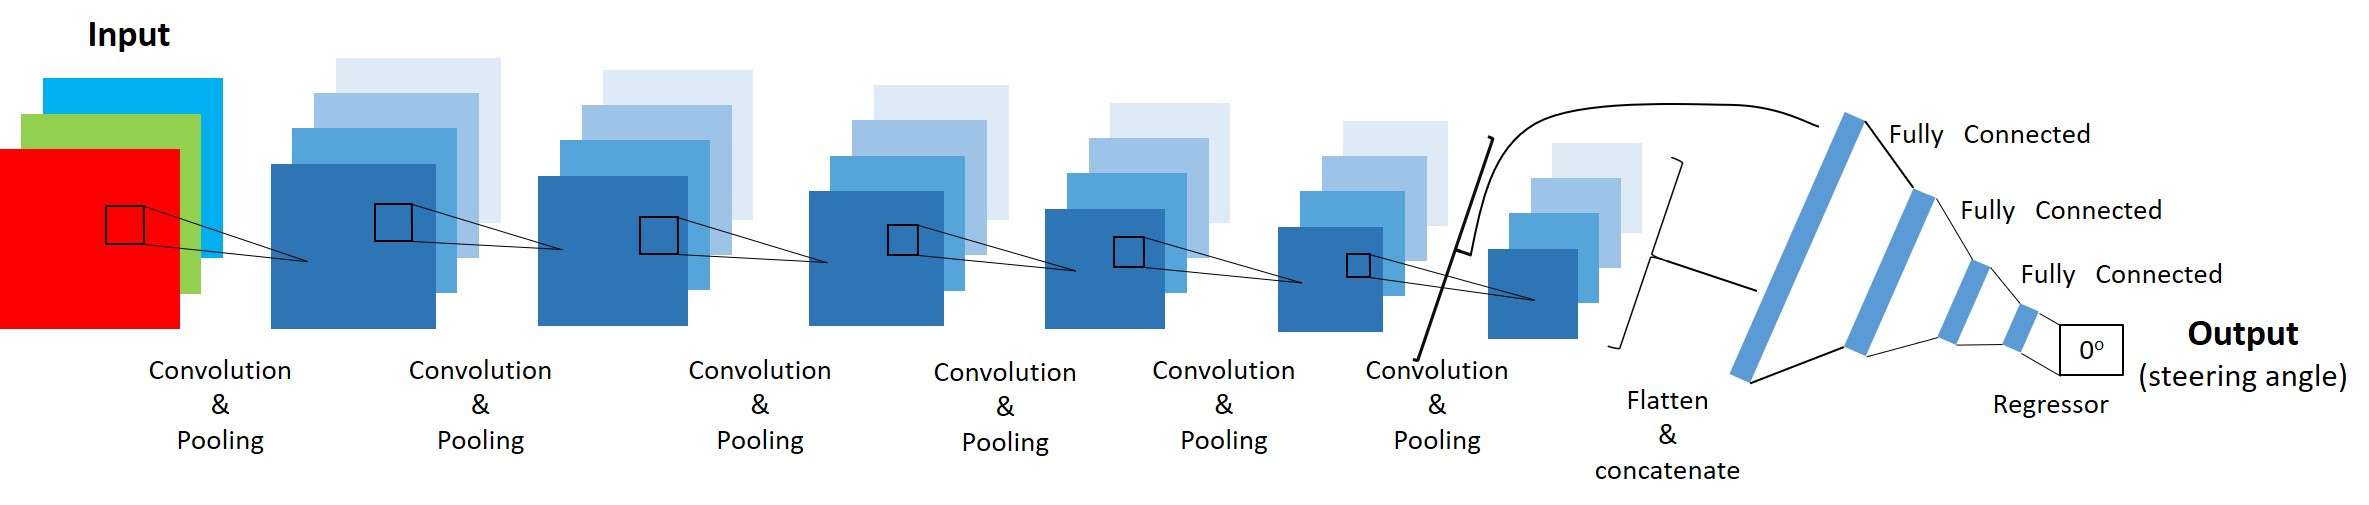 Input
Convolution
&
Pooling
Convolution
&
Pooling
Convolution
&
Pooling
Convolution
&
Pooling
Convolution
&
Pooling
Convolution
&
Pooling
Flatten
&
concatenate
Fully Connected
Fully Connected
Fully Connected
Regressor
0°
Output
(steering angle)